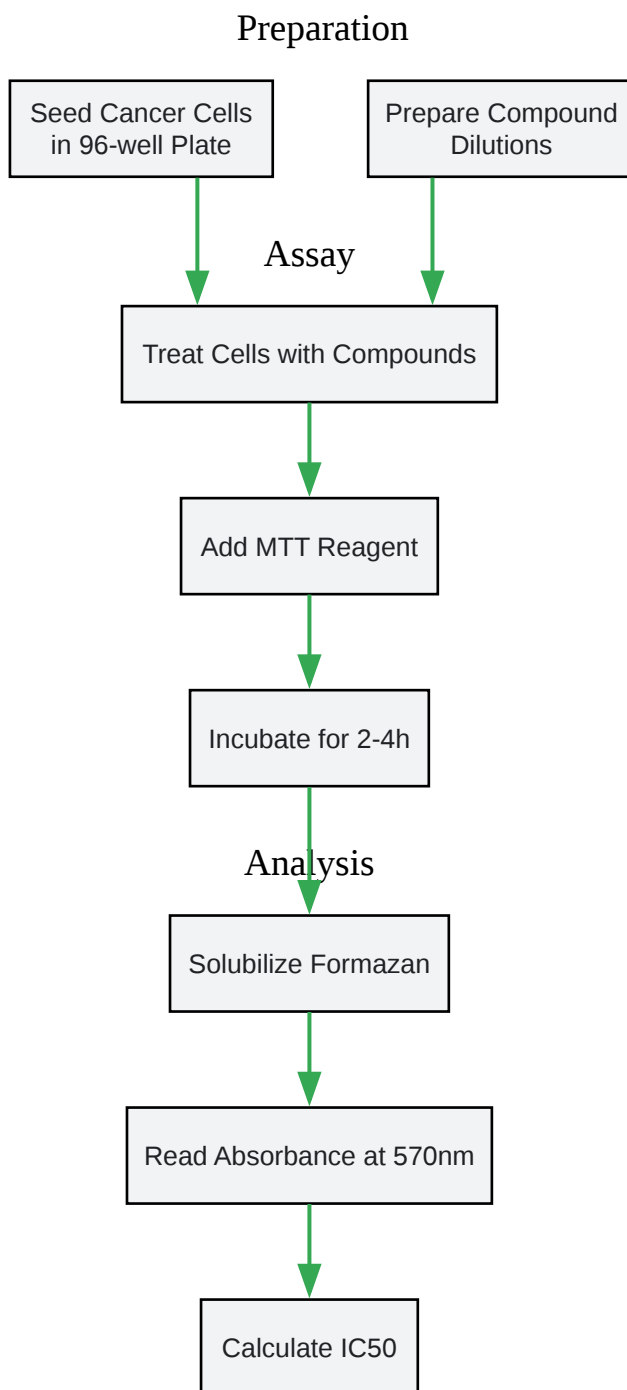 Preparation
Seed Cancer Cells
in 96-well Plate
Prepare Compound
Dilutions
Assay
Treat Cells with Compounds
Add MTT Reagent
Incubate for 2-4h
Analysis
Solubilize Formazan
Read Absorbance at 570nm
Calculate IC50